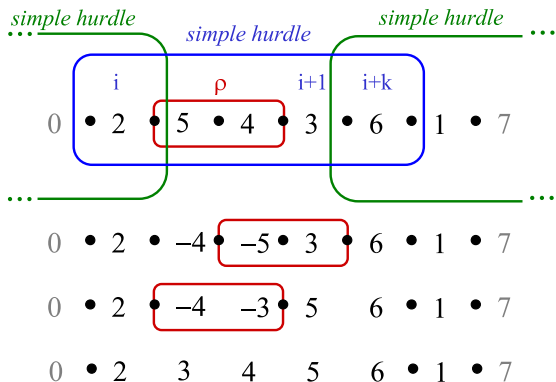 simple hurdle simple hurdle simple hurdle
i ρ i+1 i+k
0 • 2 • 5 • 4 • 3 • 6 • 1 • 7
0 • 2 • −4 • −5 • 3 • 6 • 1 • 7
0 • 2 • −4 −3 • 5 6 • 1 • 7
0 • 2 3 4 5 6 • 1 • 7